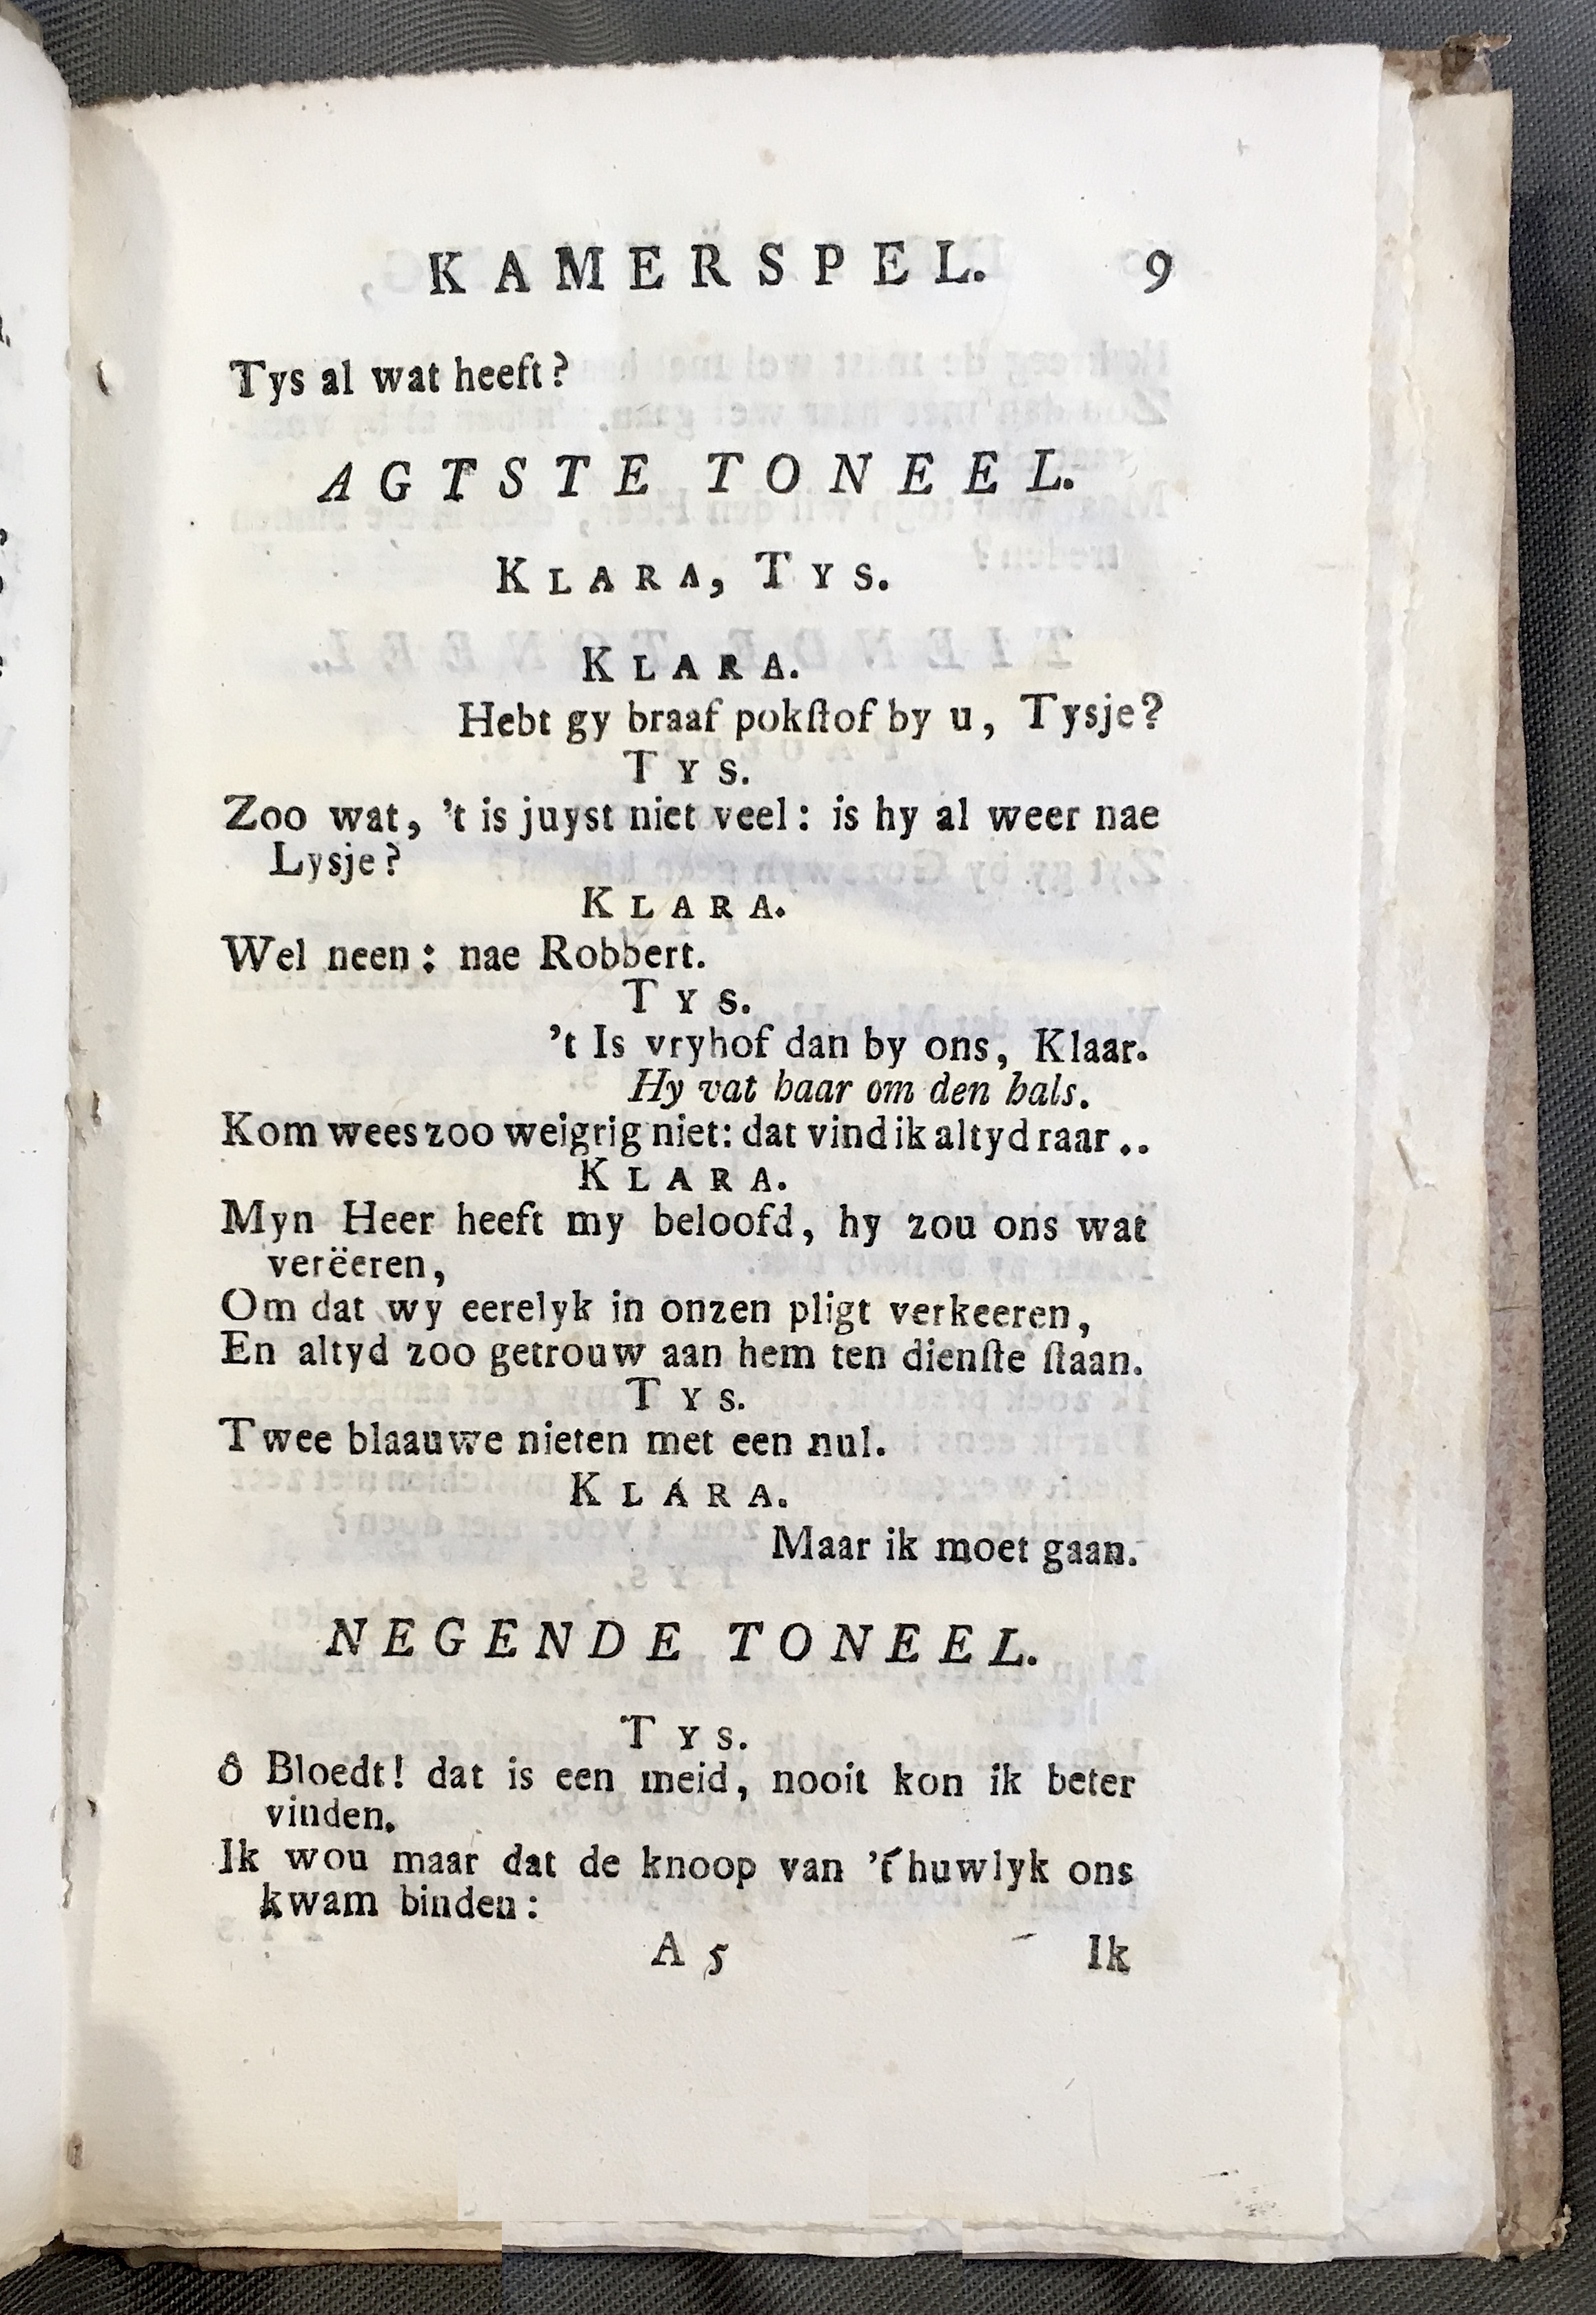 KAMERSPEL. 9
Tys al wat heeft?
AGTSTE TONEEL.
KLARA, TYS.
KLARA.
Hebt gy braaf pokſtof by u, Tysje?
TYS.
Zoo wat, 't is juyst niet veel: is hy al weer nae
Lysje?
KLARA.
Wel neen: nae Robbert.
TYS.
't Is vryhof dan by ons, Klaar.
Hy vat haar om den hals.
Kom wees zoo weigrig niet: dat vind ik altyd raar..
KLARA.
Myn Heer heeft my beloofd, hy zou ons wat
verëeren,
Om dat wy eerelyk in onzen pligt verkeeren,
En altyd zoo getrouw aan hem ten dienſte ſtaan.
TYS.
Twee blaauwe nieten met een nul.
KLARA.
Maar ik moet gaan.
NEGENDE TONEEL.
TYS.
ô Bloedt! dat is een meid, nooit kon ik beter
vinden.
Ik wou maar dat de knoop van 't huwlyk ons
kwam binden:
A 5 Ik